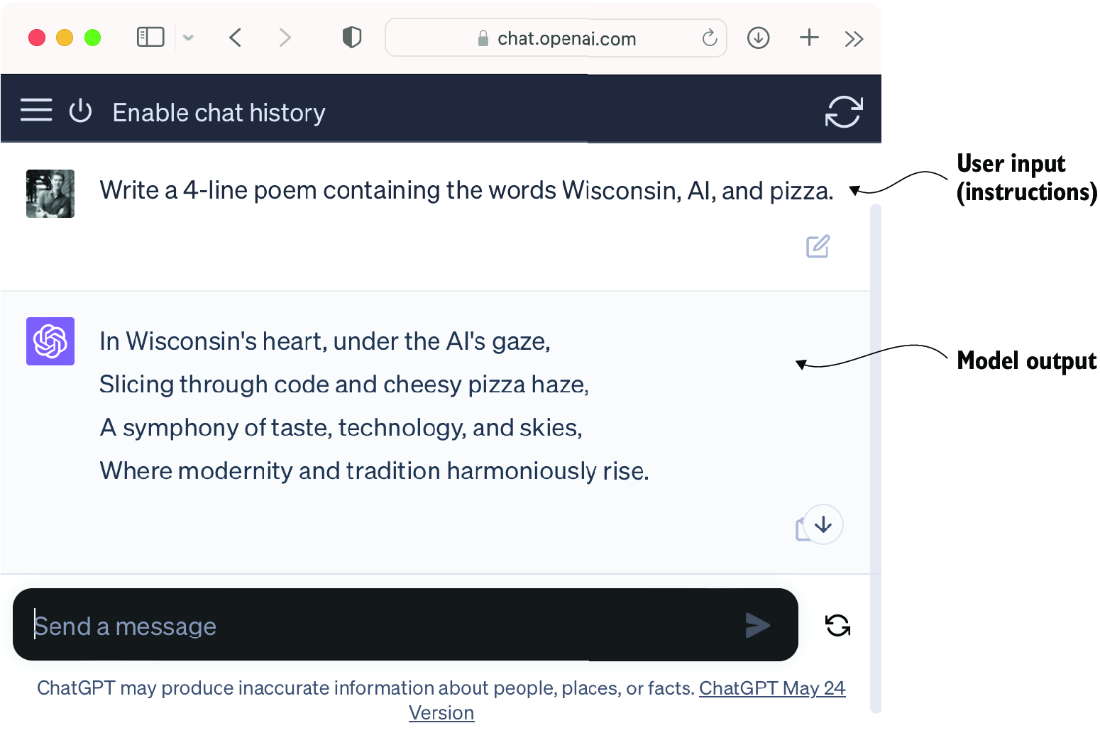 chat.openai.com
Enable chat history
Write a 4-line poem containing the words Wisconsin, AI, and pizza.
User input
(instructions)
In Wisconsin's heart, under the AI's gaze,
Slicing through code and cheesy pizza haze,
A symphony of taste, technology, and skies,
Where modernity and tradition harmoniously rise.
Model output
Send a message
ChatGPT may produce inaccurate information about people, places, or facts. ChatGPT May 24
Version